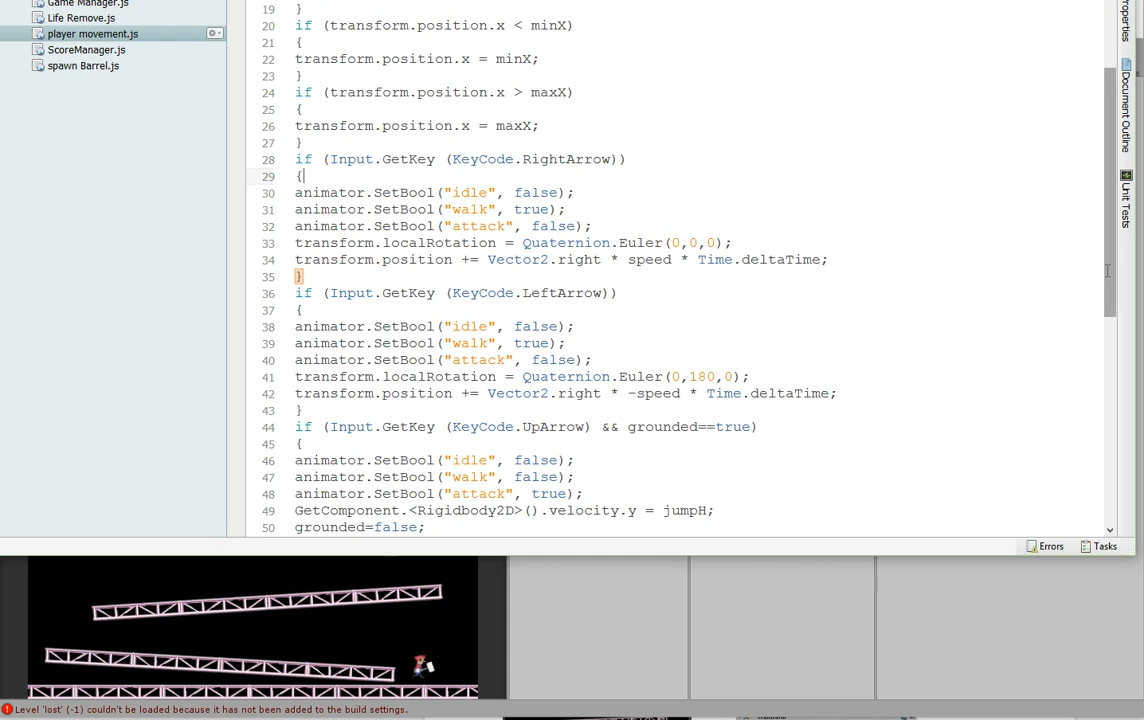 Game Manager.js
Life Remove.js
player movement.js
ScoreManager.js
spawn Barrel.js
19 }
20 if (transform.position.x < minX)
21 {
22 transform.position.x = minX;
23 }
24 if (transform.position.x > maxX)
25 {
26 transform.position.x = maxX;
27 }
28 if (Input.GetKey (KeyCode.RightArrow))
29 {
30 animator.SetBool("idle", false);
31 animator.SetBool("walk", true);
32 animator.SetBool("attack", false);
33 transform.localRotation = Quaternion.Euler(0,0,0);
34 transform.position += Vector2.right * speed * Time.deltaTime;
35 }
36 if (Input.GetKey (KeyCode.LeftArrow))
37 {
38 animator.SetBool("idle", false);
39 animator.SetBool("walk", true);
40 animator.SetBool("attack", false);
41 transform.localRotation = Quaternion.Euler(0,180,0);
42 transform.position += Vector2.right * -speed * Time.deltaTime;
43 }
44 if (Input.GetKey (KeyCode.UpArrow) && grounded==true)
45 {
46 animator.SetBool("idle", false);
47 animator.SetBool("walk", false);
48 animator.SetBool("attack", true);
49 GetComponent.<Rigidbody2D>().velocity.y = jumpH;
50 grounded=false;
Properties
Document Outline
Unit Tests
Errors
Tasks
Level 'lost' (-1) couldn't be loaded because it has not been added to the build settings.